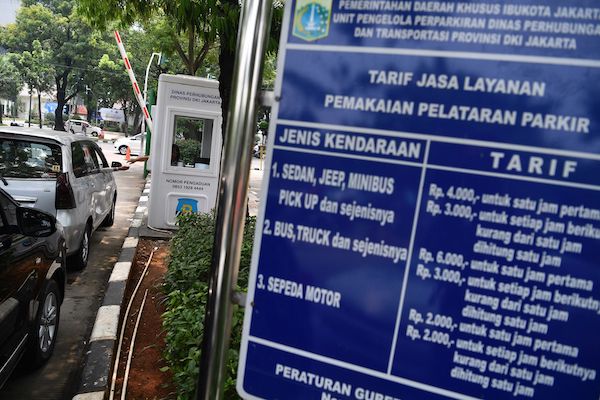 PEMERINTAH DAERAH KHUSUS IBUKOTA JAKARTA
UNIT PENGELOLA PERPARKIRAN DINAS PERHUBUNGAN
DAN TRANSPORTASI PROVINSI DKI JAKARTA
TARIF JASA LAYANAN
PEMAKAIAN PELATARAN PARKIR
JENIS KENDARAAN
TARIF
1. SEDAN, JEEP, MINIBUS
PICK UP dan sejenisnya
Rp. 4.000,- untuk satu jam pertama
Rp. 3.000,- untuk setiap jam berikutnya
kurang dari satu jam
dihitung satu jam
2. BUS, TRUCK dan sejenisnya
Rp. 6.000,- untuk satu jam pertama
Rp. 3.000,- untuk setiap jam berikutnya
kurang dari satu jam
dihitung satu jam
3. SEPEDA MOTOR
Rp. 2.000,- untuk satu jam pertama
Rp. 2.000,- untuk setiap jam berikutnya
kurang dari satu jam
dihitung satu jam
PERATURAN
DINAS PERHUBUNGAN
PROVINSI DKI JAKARTA
NOMOR PENGADUAN